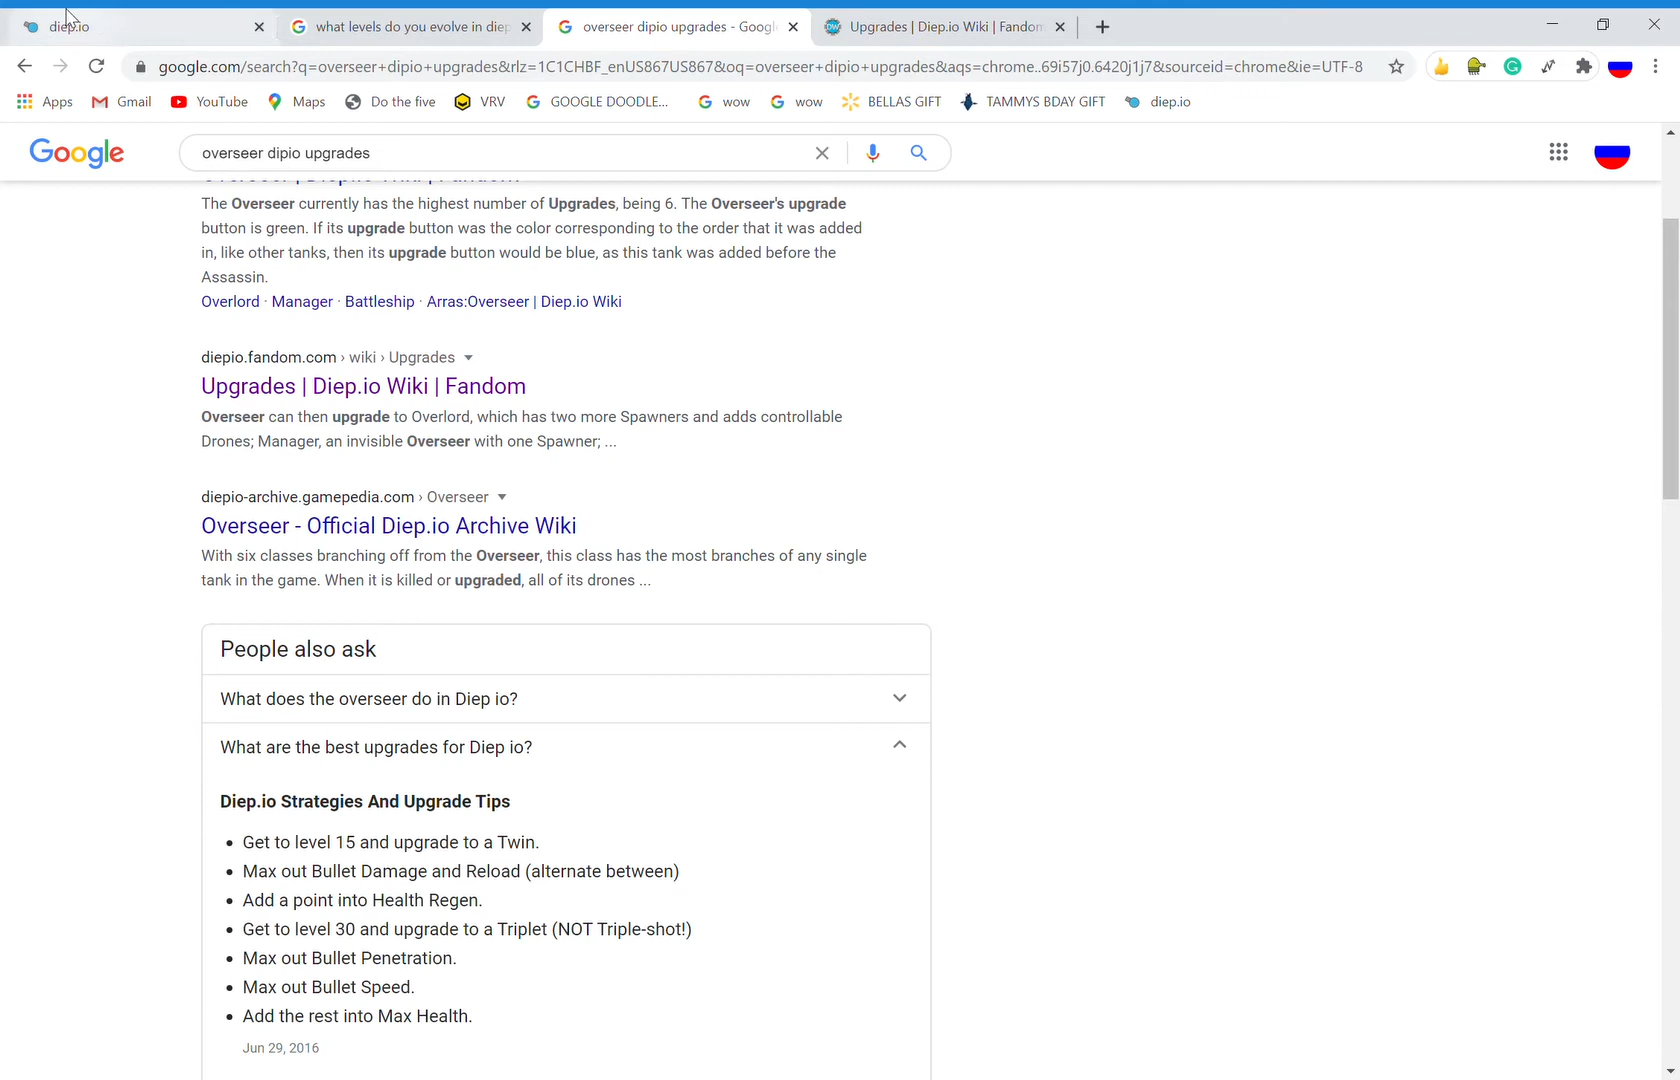 diep.io
what levels do you evolve in diep
overseer dipio upgrades - Googl
Upgrades | Diep.io Wiki | Fandom
google.com/search?q=overseer+dipio+upgrades&rlz=1C1CHBF_enUS867US867&oq=overseer+dipio+upgrades&aqs=chrome..69i57j0.6420j1j7&sourceid=chrome&ie=UTF-8
Apps
Gmail
YouTube
Maps
Do the five
VRV
GOOGLE DOODLE...
wow
wow
BELLAS GIFT
TAMMYS BDAY GIFT
diep.io
Google
overseer dipio upgrades
Overseer | Diep.io Wiki | Fandom
The Overseer currently has the highest number of Upgrades, being 6. The Overseer's upgrade
button is green. If its upgrade button was the color corresponding to the order that it was added
in, like other tanks, then its upgrade button would be blue, as this tank was added before the
Assassin.
Overlord · Manager · Battleship · Arras:Overseer | Diep.io Wiki
diepio.fandom.com › wiki › Upgrades
Upgrades | Diep.io Wiki | Fandom
Overseer can then upgrade to Overlord, which has two more Spawners and adds controllable
Drones; Manager, an invisible Overseer with one Spawner; ...
diepio-archive.gamepedia.com › Overseer
Overseer - Official Diep.io Archive Wiki
With six classes branching off from the Overseer, this class has the most branches of any single
tank in the game. When it is killed or upgraded, all of its drones ...
People also ask
What does the overseer do in Diep io?
What are the best upgrades for Diep io?
Diep.io Strategies And Upgrade Tips
• Get to level 15 and upgrade to a Twin.
• Max out Bullet Damage and Reload (alternate between)
• Add a point into Health Regen.
• Get to level 30 and upgrade to a Triplet (NOT Triple-shot!)
• Max out Bullet Penetration.
• Max out Bullet Speed.
• Add the rest into Max Health.
Jun 29, 2016